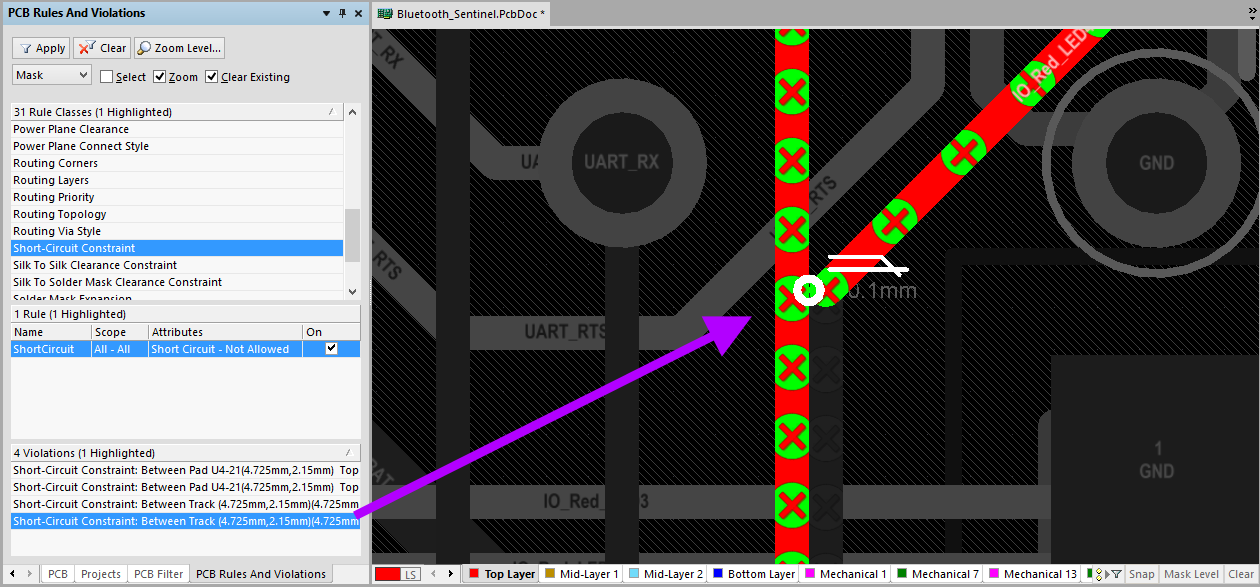 PCB Rules And Violations
Bluetooth_Sentinel.PcbDoc *
Apply Clear Zoom Level...
Mask Select Zoom Clear Existing
31 Rule Classes (1 Highlighted)
Power Plane Clearance
Power Plane Connect Style
Routing Corners
Routing Layers
Routing Priority
Routing Topology
Routing Via Style
Short-Circuit Constraint
Silk To Silk Clearance Constraint
Silk To Solder Mask Clearance Constraint
Solder Mask Expansion
1 Rule (1 Highlighted)
Name Scope Attributes On
ShortCircuit All - All Short Circuit - Not Allowed
4 Violations (1 Highlighted)
Short-Circuit Constraint: Between Pad U4-21(4.725mm,2.15mm) Top
Short-Circuit Constraint: Between Pad U4-21(4.725mm,2.15mm) Top
Short-Circuit Constraint: Between Track (4.725mm,2.15mm)(4.725mm
Short-Circuit Constraint: Between Track (4.725mm,2.15mm)(4.725mm
PCB Projects PCB Filter PCB Rules And Violations
_RX
IO_Red_LED
UA
UART_RX
GND
_RTS
_RTS
0.1mm
UART_RTS
1
GND
IO_Red_ 3
LS Top Layer Mid-Layer 1 Mid-Layer 2 Bottom Layer Mechanical 1 Mechanical 7 Mechanical 13 Snap Mask Level Clear